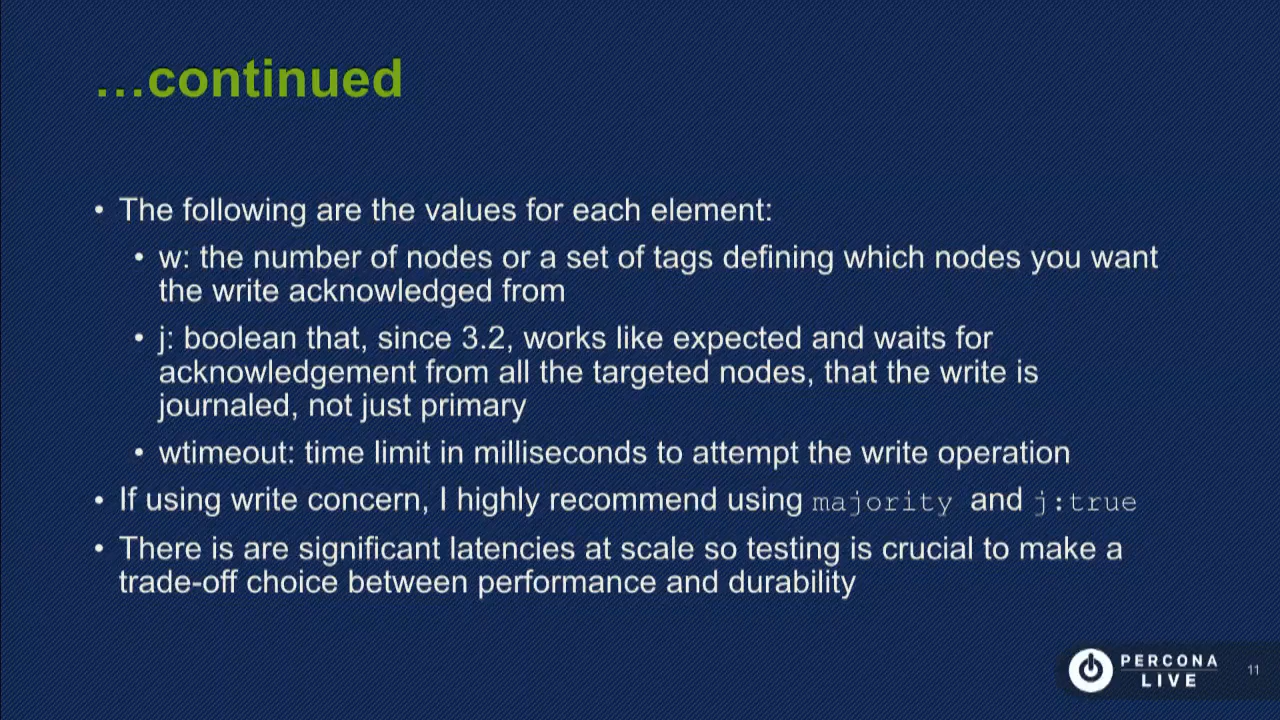 ...continued
• The following are the values for each element:
• w: the number of nodes or a set of tags defining which nodes you want
the write acknowledged from
• j: boolean that, since 3.2, works like expected and waits for
acknowledgement from all the targeted nodes, that the write is
journaled, not just primary
• wtimeout: time limit in milliseconds to attempt the write operation
• If using write concern, I highly recommend using majority and j:true
• There is are significant latencies at scale so testing is crucial to make a
trade-off choice between performance and durability
PERCONA
LIVE
11